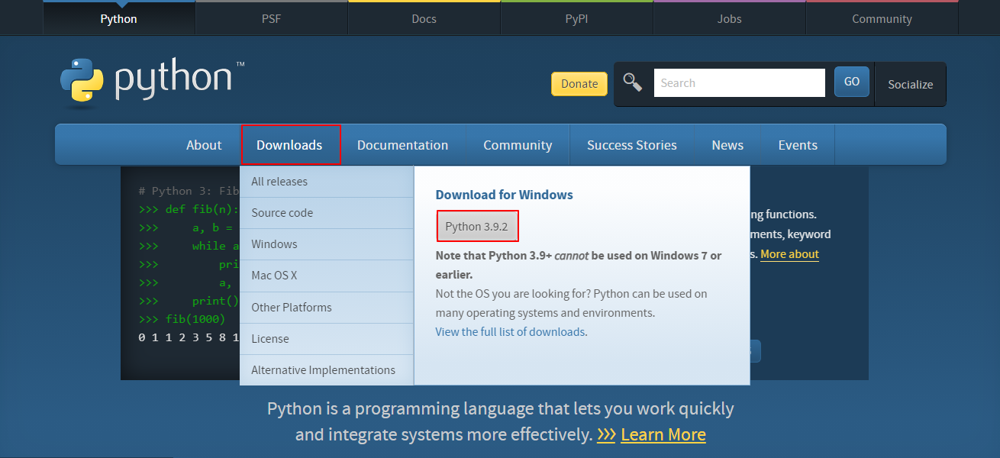 Python
PSF
Docs
PyPI
Jobs
Community
python™
Donate
Search
GO
Socialize
About
Downloads
Documentation
Community
Success Stories
News
Events
# Python 3: Fib
>>> def fib(n):
>>> a, b =
>>> while a
>>> pri
>>> a,
>>> print()
>>> fib(1000)
0 1 1 2 3 5 8 1
All releases
Source code
Windows
Mac OS X
Other Platforms
License
Alternative Implementations
Download for Windows
Python 3.9.2
Note that Python 3.9+ cannot be used on Windows 7 or
earlier.
Not the OS you are looking for? Python can be used on
many operating systems and environments.
View the full list of downloads.
ng functions.
ments, keyword
s. More about
Python is a programming language that lets you work quickly
and integrate systems more effectively. >>> Learn More